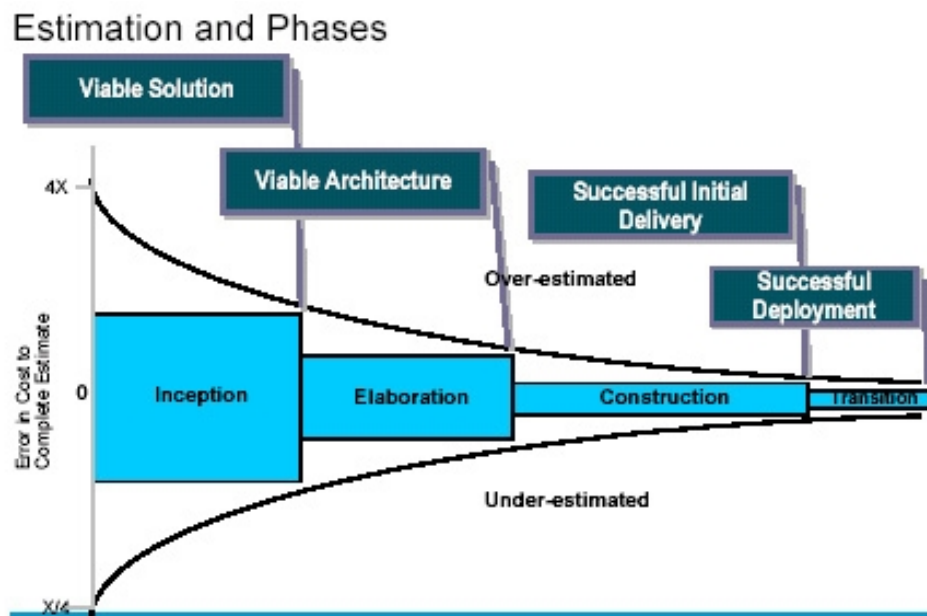 Estimation and Phases
Viable Solution
Viable Architecture
Successful Initial
Delivery
Successful
Deployment
4X
Over-estimated
Error in Cost to
Complete Estimate
0
Inception
Elaboration
Construction
Transition
Under-estimated
X/4